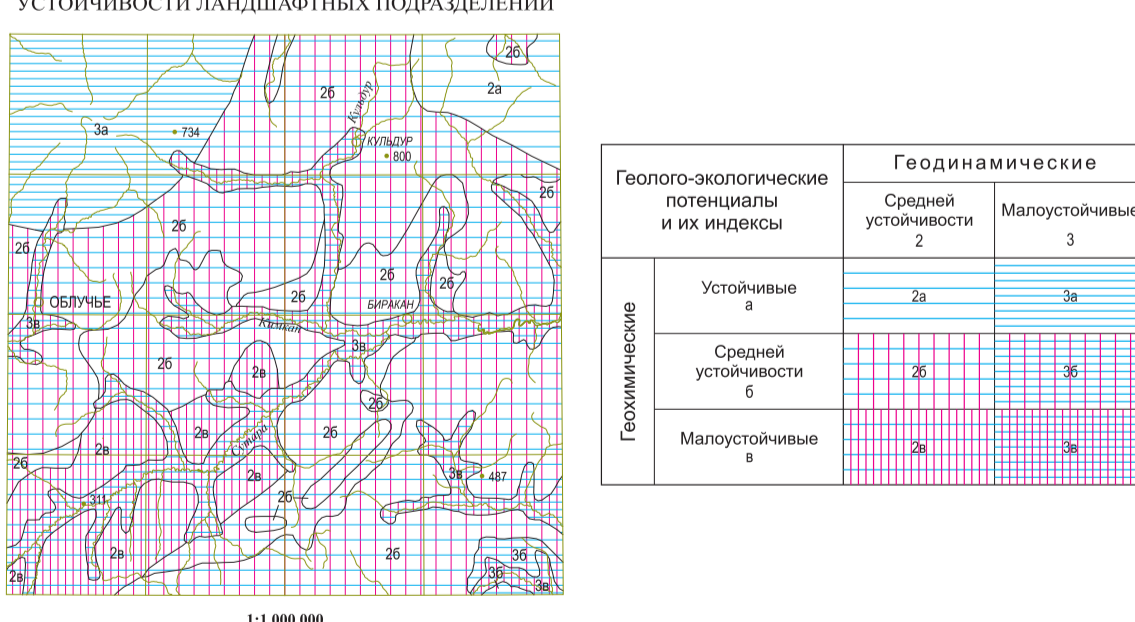 УСТОЙЧИВОСТИ ЛАНДШАФТНЫХ ПОДРАЗДЕЛЕНИЙ
2б
2а
2б
Кульдур
3а
734
КУЛЬДУР
800
2б
2б
2б
2б
2б
2б
ОБЛУЧЬЕ
БИРАКАН
3в
Кимкан
3в
2б
2в
2б
2в
2б
Сутара
2в
2б
2в
3в
487
2б
311
2в
2б
3б
3б
2в
3в
1:1 000 000
Геолого-экологические
потенциалы
и их индексы
Геодинамические
Средней
устойчивости
2
Малоустойчивые
3
Геохимические
Устойчивые
а
2а
3а
Средней
устойчивости
б
2б
3б
Малоустойчивые
в
2в
3в